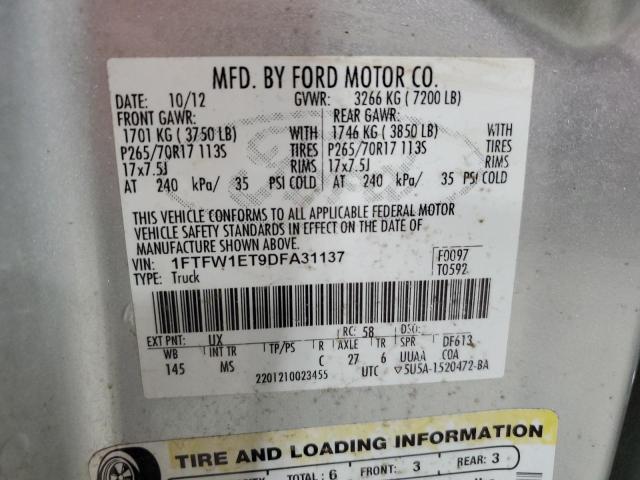 MFD. BY FORD MOTOR CO.
DATE: 10/12 GVWR: 3266 KG ( 7200 LB)
FRONT GAWR: REAR GAWR:
1701 KG ( 3750 LB) WITH 1746 KG ( 3850 LB) WITH
P265/70R17 113S TIRES P265/70R17 113S TIRES
17x7.5J RIMS 17x7.5J RIMS
AT 240 kPa/ 35 PSI COLD AT 240 kPa/ 35 PSI COLD
THIS VEHICLE CONFORMS TO ALL APPLICABLE FEDERAL MOTOR
VEHICLE SAFETY STANDARDS IN EFFECT ON THE DATE OF
MANUFACTURE SHOWN ABOVE.
VIN: 1FTFW1ET9DFA31137 F0097
TYPE: Truck T0592
EXT PNT: UX RC: 58 DSO:
WB INT TR TP/PS R AXLE TR SPR DF613
145 MS C 27 6 UUAA COA
2201210023455 UTC ▽5U5A-1520472-BA
TIRE AND LOADING INFORMATION
TOTAL: 6 FRONT: 3 REAR: 3